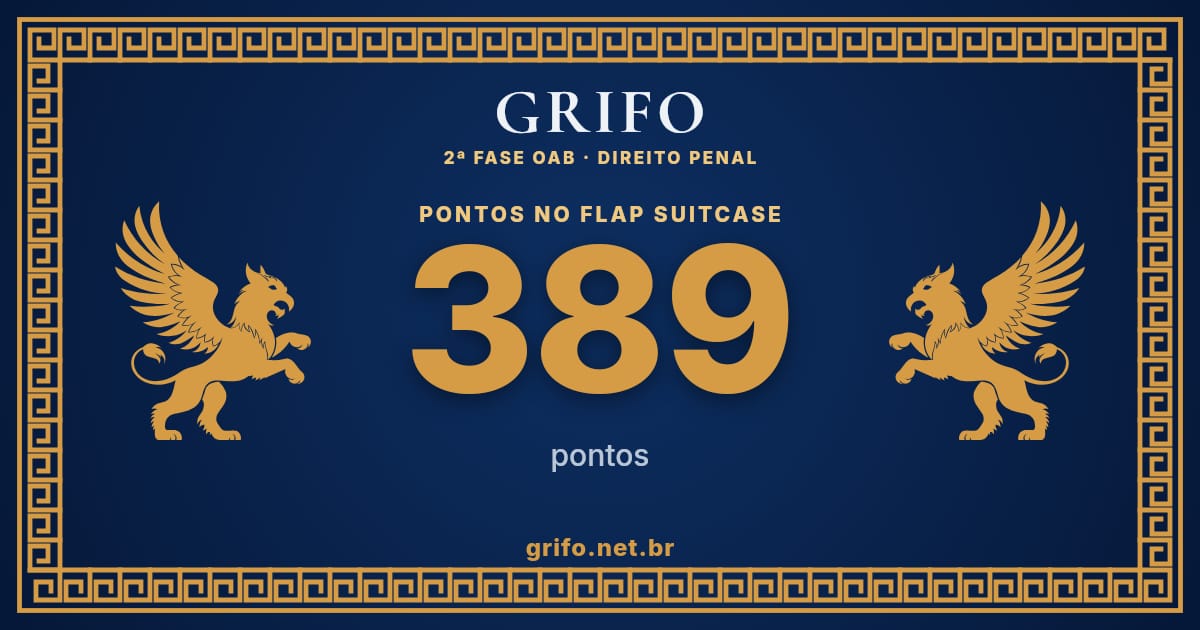 GRIFO
2ª FASE OAB · DIREITO PENAL
PONTOS NO FLAP SUITCASE
389
pontos
grifo.net.br